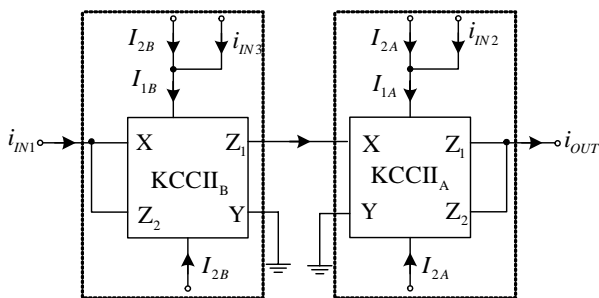 I2B iIN3 I2A iIN2
I1B I1A
iIN1 X Z1 X Z1 iOUT
KCCIIB KCCIIA
Z2 Y Y Z2
I2B I2A